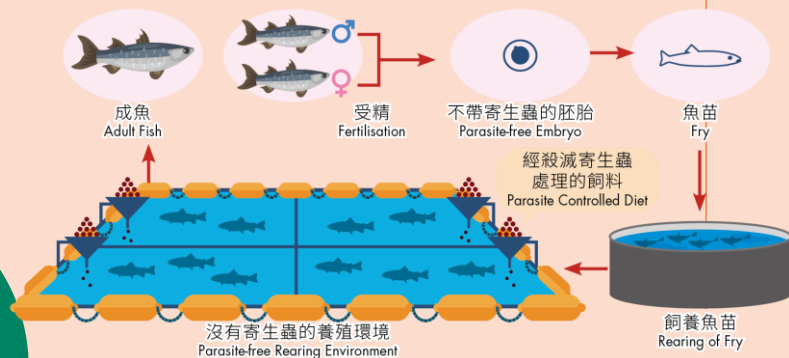 成魚
Adult Fish
受精
Fertilisation
不帶寄生蟲的胚胎
Parasite-free Embryo
魚苗
Fry
經殺滅寄生蟲
處理的飼料
Parasite Controlled Diet
飼養魚苗
Rearing of Fry
沒有寄生蟲的養殖環境
Parasite-free Rearing Environment